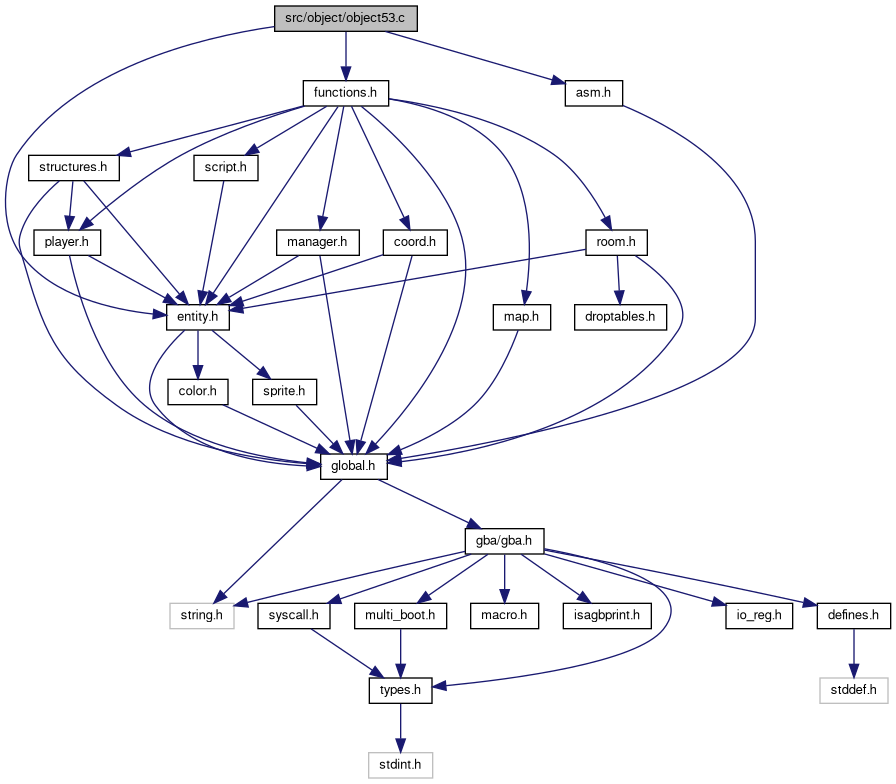 src/object/object53.c
functions.h
asm.h
structures.h
script.h
player.h
manager.h
coord.h
room.h
entity.h
map.h
droptables.h
color.h
sprite.h
global.h
gba/gba.h
string.h
syscall.h
multi_boot.h
macro.h
isagbprint.h
io_reg.h
defines.h
types.h
stddef.h
stdint.h